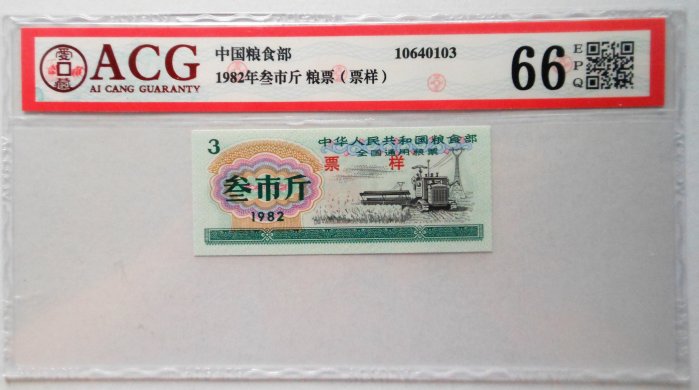 ACG
AI CANG GUARANTY
中国粮食部
10640103
1982年叁市斤 粮票（票样）
66
EPQ
3
中华人民共和国粮食部
全国通用粮票
票 样
叁市斤
1982